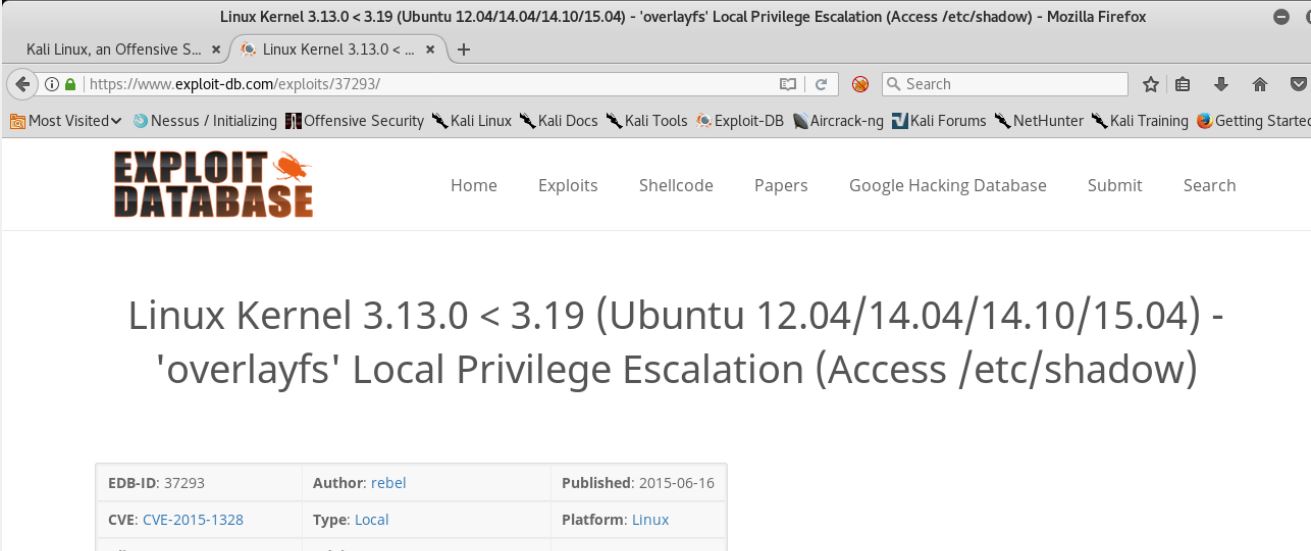 Linux Kernel 3.13.0 < 3.19 (Ubuntu 12.04/14.04/14.10/15.04) - 'overlayfs' Local Privilege Escalation (Access /etc/shadow) - Mozilla Firefox
Kali Linux, an Offensive S... × Linux Kernel 3.13.0 < ... × +
https://www.exploit-db.com/exploits/37293/ Search
Most Visited Nessus / Initializing Offensive Security Kali Linux Kali Docs Kali Tools Exploit-DB Aircrack-ng Kali Forums NetHunter Kali Training Getting Started
EXPLOIT
DATABASE
Home Exploits Shellcode Papers Google Hacking Database Submit Search
Linux Kernel 3.13.0 < 3.19 (Ubuntu 12.04/14.04/14.10/15.04) -
'overlayfs' Local Privilege Escalation (Access /etc/shadow)
EDB-ID: 37293 Author: rebel Published: 2015-06-16
CVE: CVE-2015-1328 Type: Local Platform: Linux